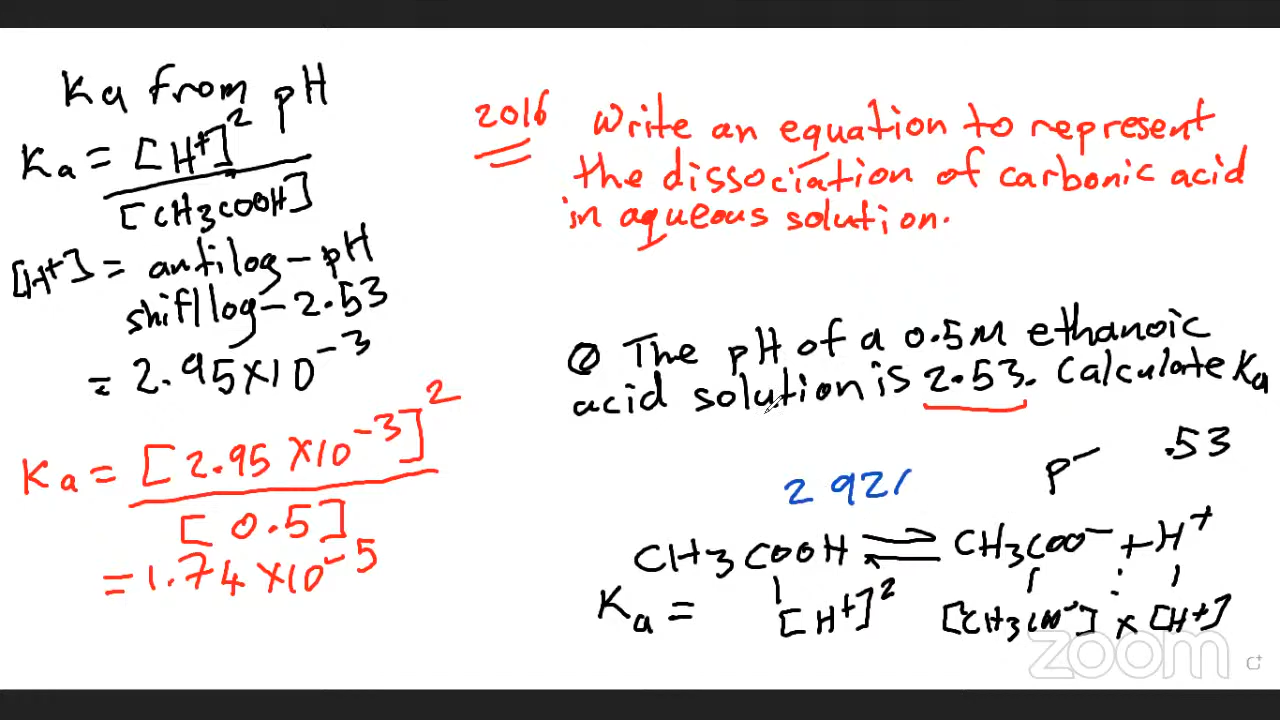 Ka from pH
Ka = [H+]²
[CH3COOH]
[H+] = antilog - pH
shift log - 2.53
= 2.95 x 10⁻³
Ka = [2.95 x 10⁻³]²
[0.5]
= 1.74 x 10⁻⁵
2016 Write an equation to represent
the dissociation of carbonic acid
in aqueous solution.
Q The pH of a 0.5M ethanoic
acid solution is 2.53. Calculate Ka
.53
p-
2 92
CH3COOH ⇌ CH3COO⁻ + H⁺
Ka = [H+]² [CH3COO⁻] x [H+]
zoom